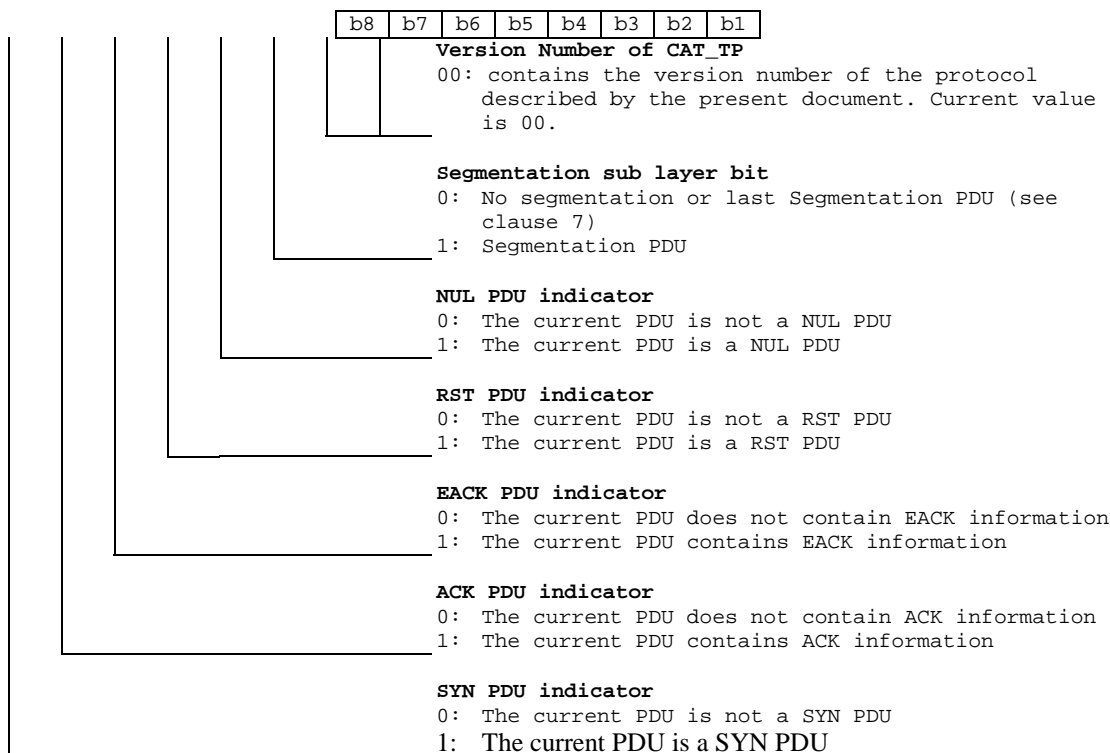 b8 b7 b6 b5 b4 b3 b2 b1
Version Number of CAT_TP
00: contains the version number of the protocol
described by the present document. Current value
is 00.
Segmentation sub layer bit
0: No segmentation or last Segmentation PDU (see
clause 7)
1: Segmentation PDU
NUL PDU indicator
0: The current PDU is not a NUL PDU
1: The current PDU is a NUL PDU
RST PDU indicator
0: The current PDU is not a RST PDU
1: The current PDU is a RST PDU
EACK PDU indicator
0: The current PDU does not contain EACK information
1: The current PDU contains EACK information
ACK PDU indicator
0: The current PDU does not contain ACK information
1: The current PDU contains ACK information
SYN PDU indicator
0: The current PDU is not a SYN PDU
1: The current PDU is a SYN PDU